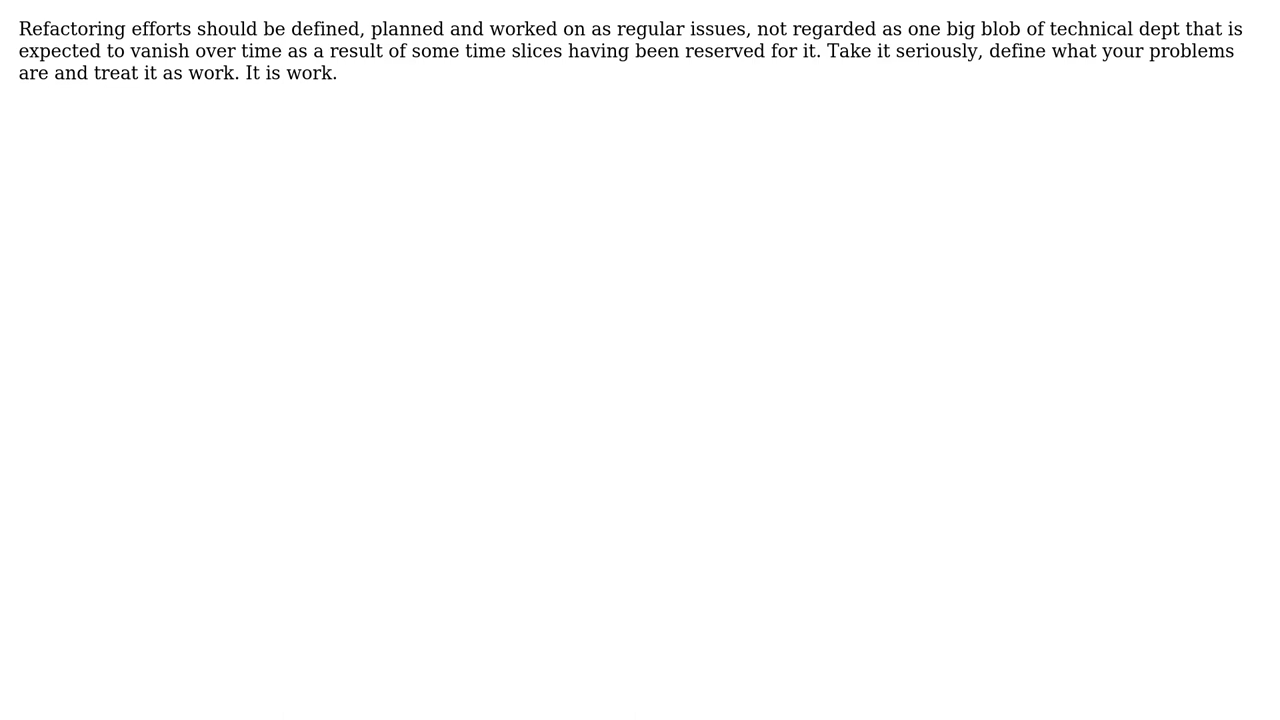 Refactoring efforts should be defined, planned and worked on as regular issues, not regarded as one big blob of technical dept that is
expected to vanish over time as a result of some time slices having been reserved for it. Take it seriously, define what your problems
are and treat it as work. It is work.